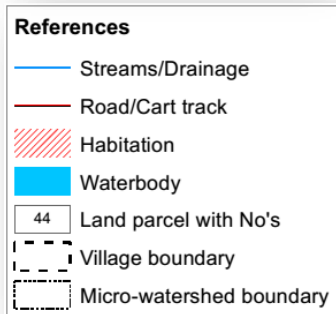 References
Streams/Drainage
Road/Cart track
Habitation
Waterbody
44 Land parcel with No's
Village boundary
Micro-watershed boundary